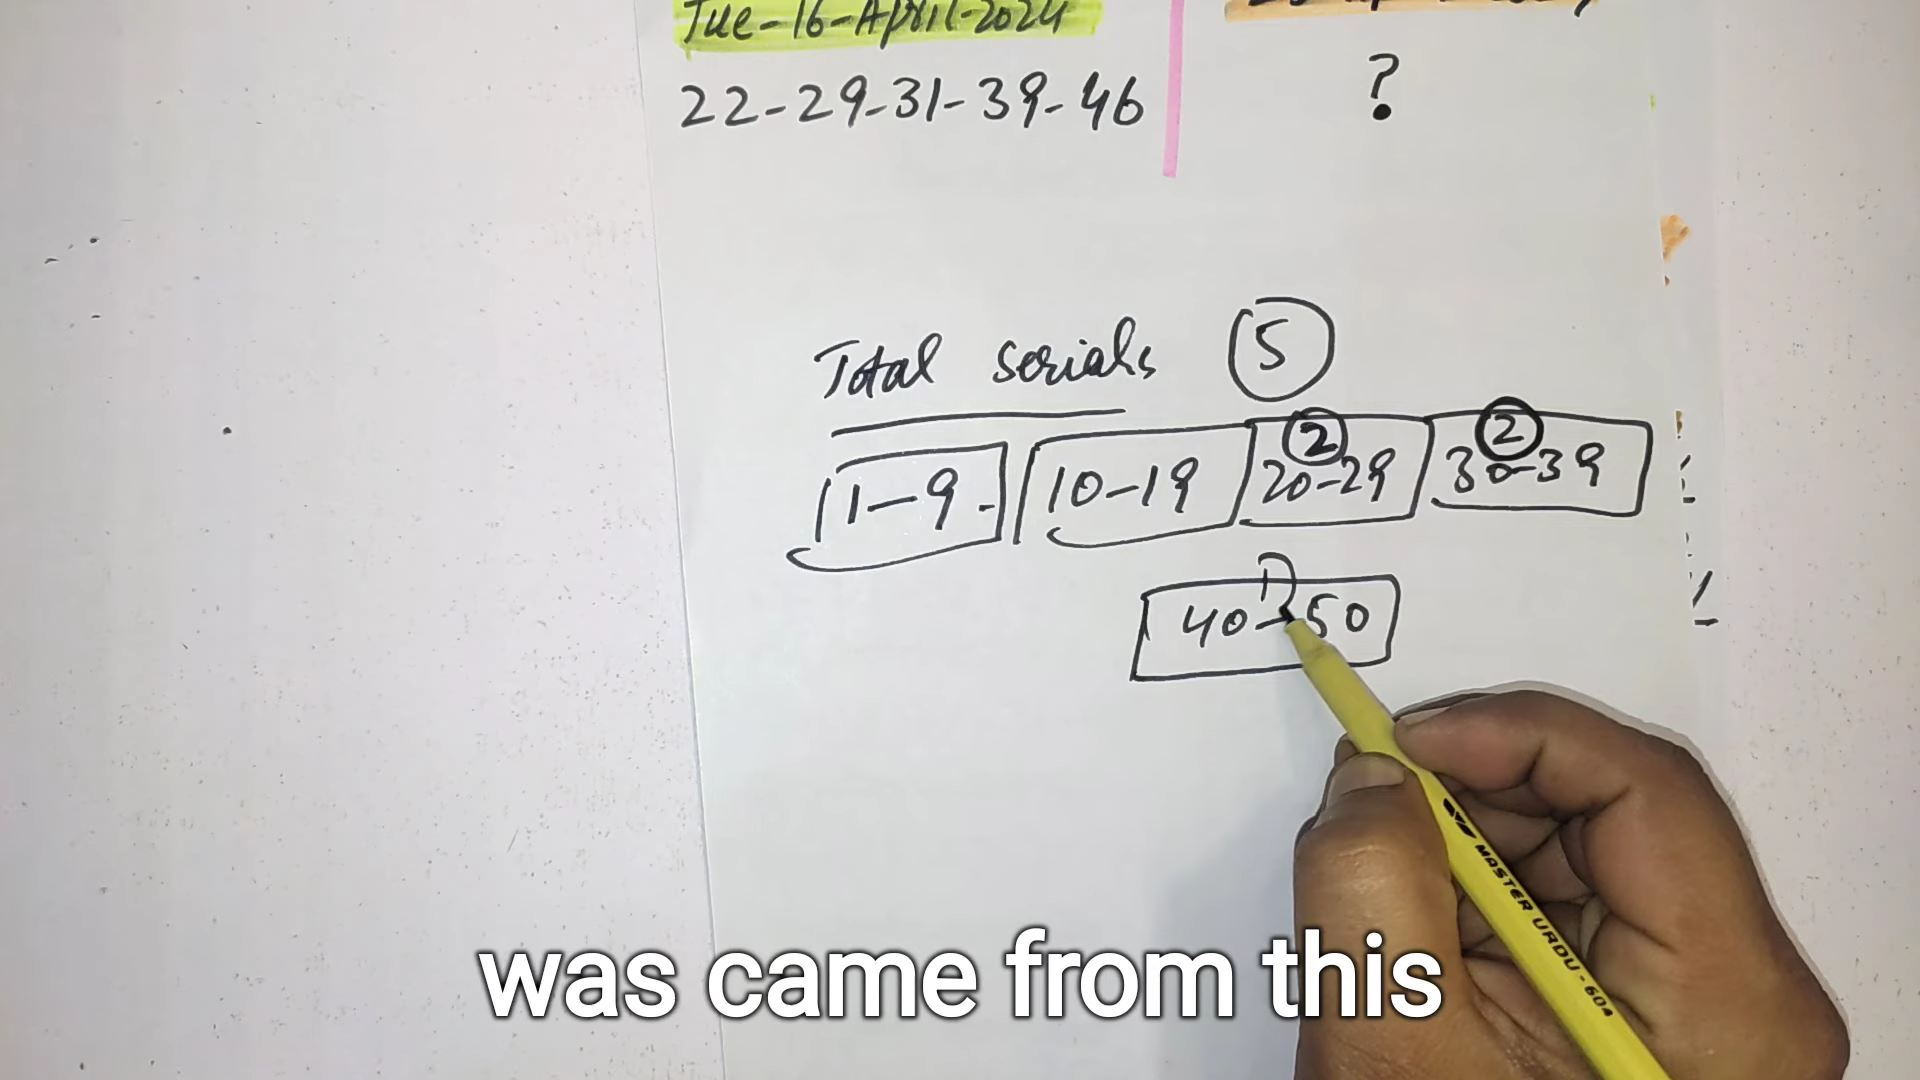 Tue-16-April-2024
22-29-31-39-46
?
Total serials 5
2 2
1-9 10-19 20-29 30-39
1
40-50
MASTER URDU-604
was came from this